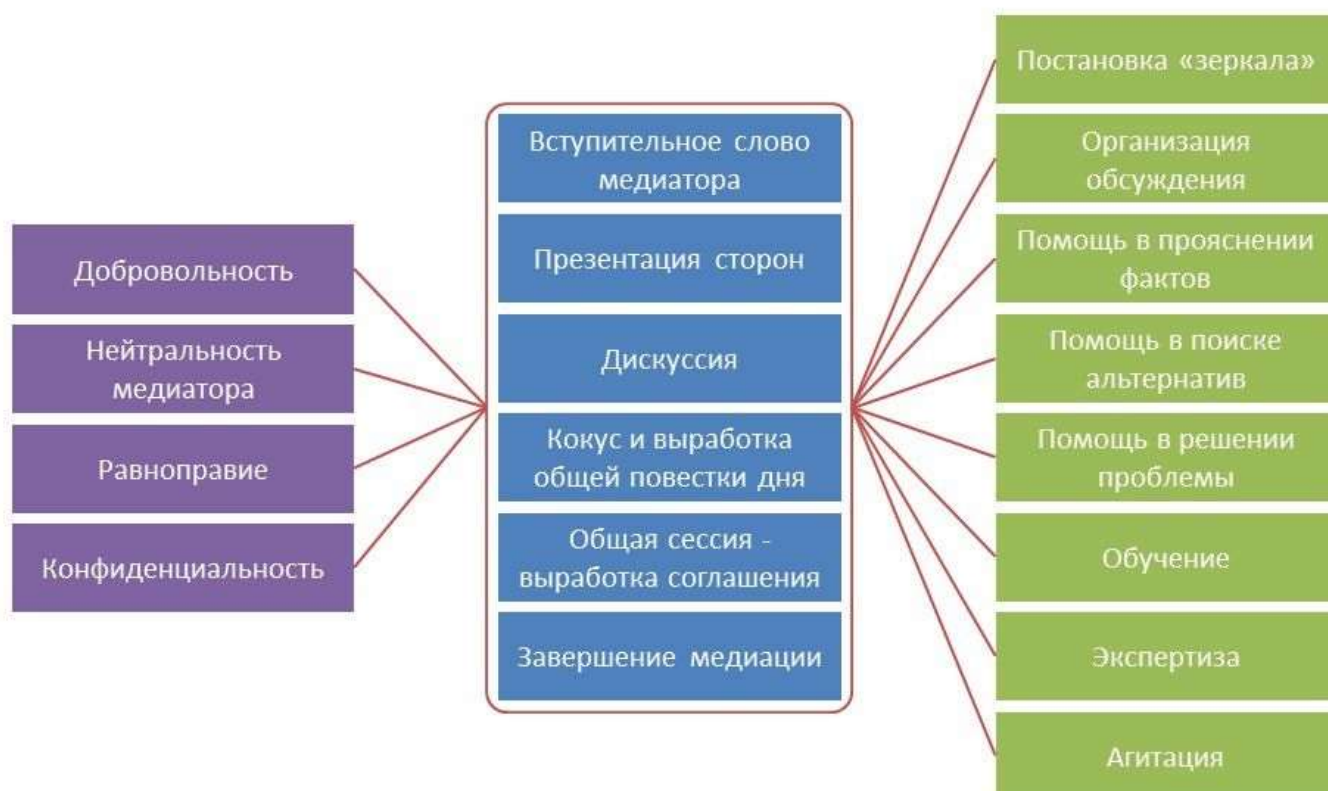 Добровольность
Нейтральность
медиатора
Равноправие
Конфиденциальность
Вступительное слово
медиатора
Презентация сторон
Дискуссия
Кокус и выработка
общей повестки дня
Общая сессия -
выработка соглашения
Завершение медиации
Постановка «зеркала»
Организация
обсуждения
Помощь в прояснении
фактов
Помощь в поиске
альтернатив
Помощь в решении
проблемы
Обучение
Экспертиза
Агитация